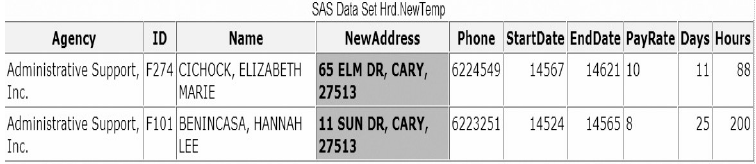 SAS Data Set Hrd.NewTemp
Agency ID Name NewAddress Phone StartDate EndDate PayRate Days Hours
Administrative Support, F274 CICHOCK, ELIZABETH 65 ELM DR, CARY, 6224549 14567 14621 10 11 88
Inc. MARIE 27513
Administrative Support, F101 BENINCASA, HANNAH 11 SUN DR, CARY, 6223251 14524 14565 8 25 200
Inc. LEE 27513